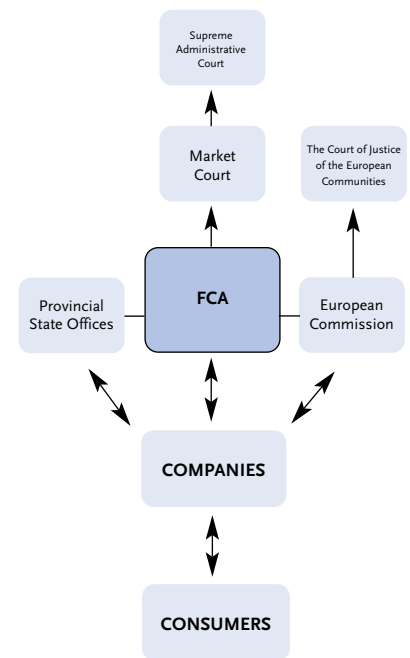 Supreme
Administrative
Court
Market
Court
The Court of Justice
of the European
Communities
FCA
Provincial
State Offices
European
Commission
COMPANIES
CONSUMERS